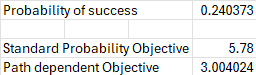 Probability of success 0.240373
Standard Probability Objective 5.78
Path dependent Objective 3.004024